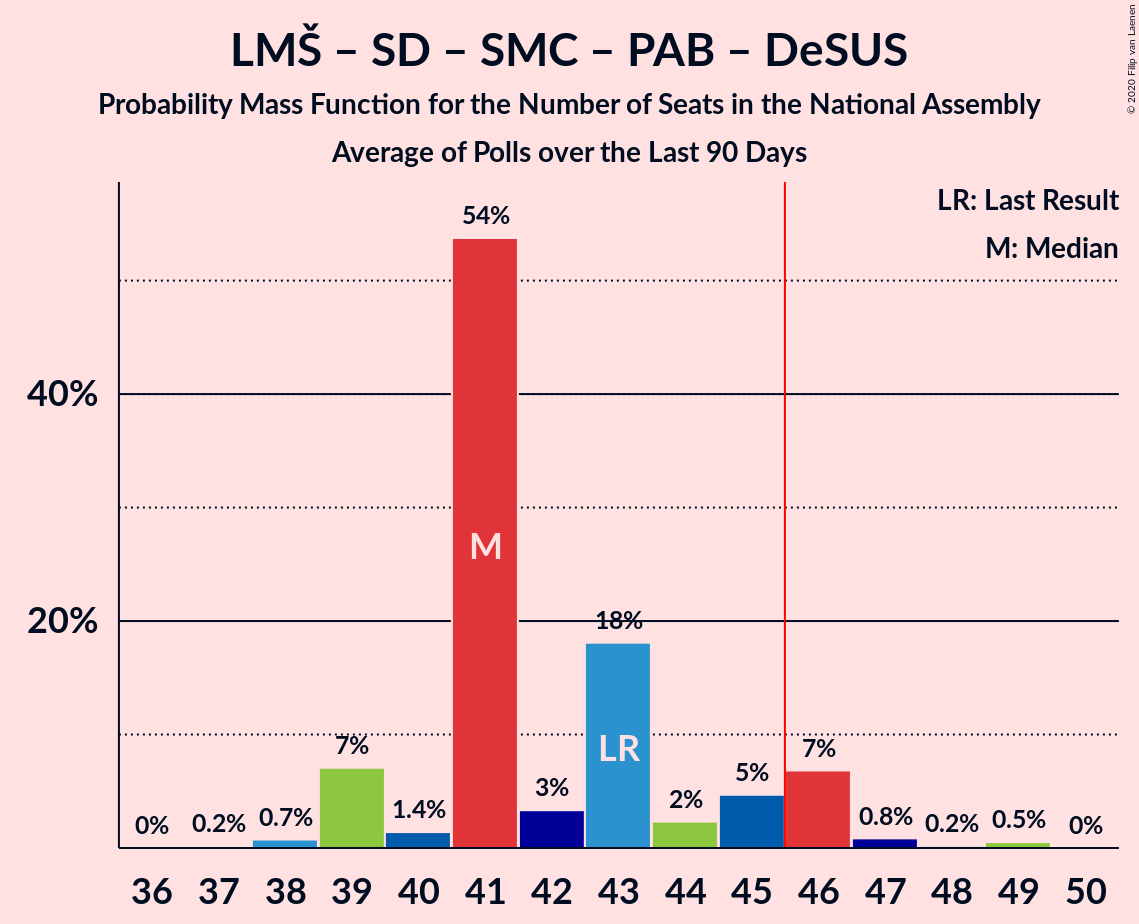 LMŠ – SD – SMC – PAB – DeSUS
Probability Mass Function for the Number of Seats in the National Assembly
Average of Polls over the Last 90 Days
© 2020 Filip van Laenen
LR: Last Result
M: Median
54%
40%
M
18%
20%
LR
7%
7%
5%
3%
2%
1.4%
0.8%
0.7%
0.5%
0.2%
0.2%
0%
0%
36 37 38 39 40 41 42 43 44 45 46 47 48 49 50